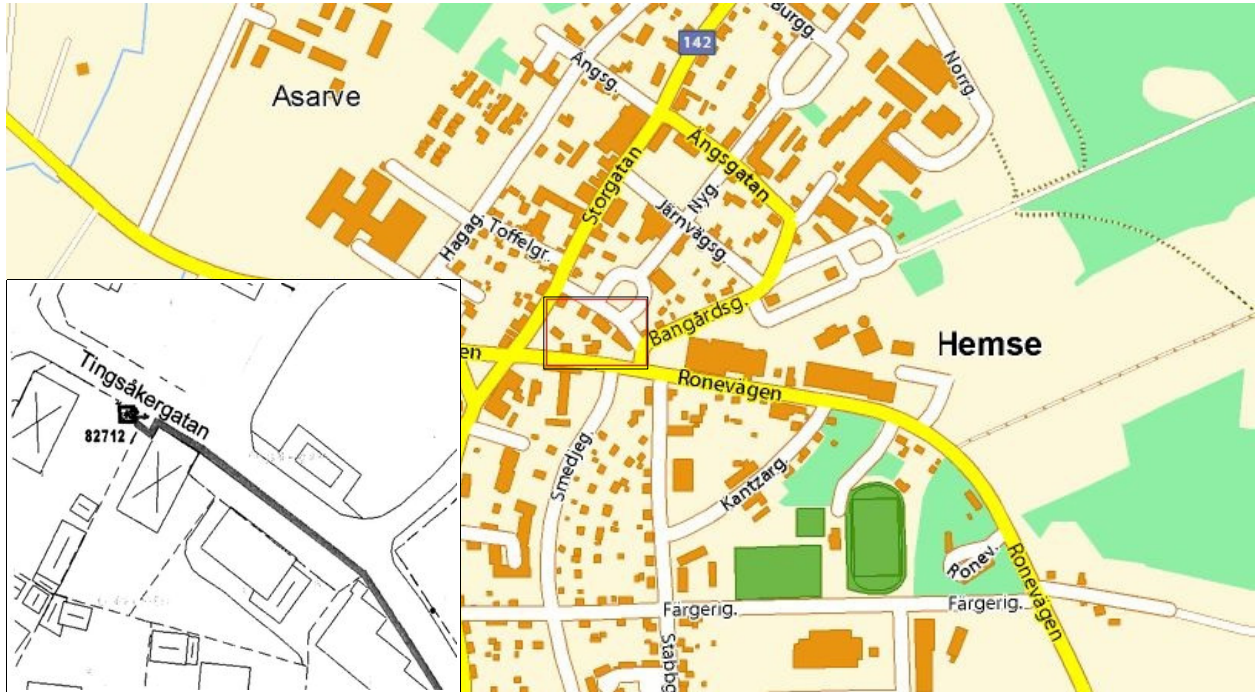 Burgg.
142
Ängsg.
Norrg.
Asarve
Ängsgatan
Storgatan
Nyg.
Järnvägsg.
Hagag.
Toffelgr.
Bangårdsg.
Hemse
en
Ronevägen
Tingsåkergatan
82712
Smedjeg.
Kantzarg.
Ronev.
Ronevägen
Färgerig.
Färgerig.
Stabbg